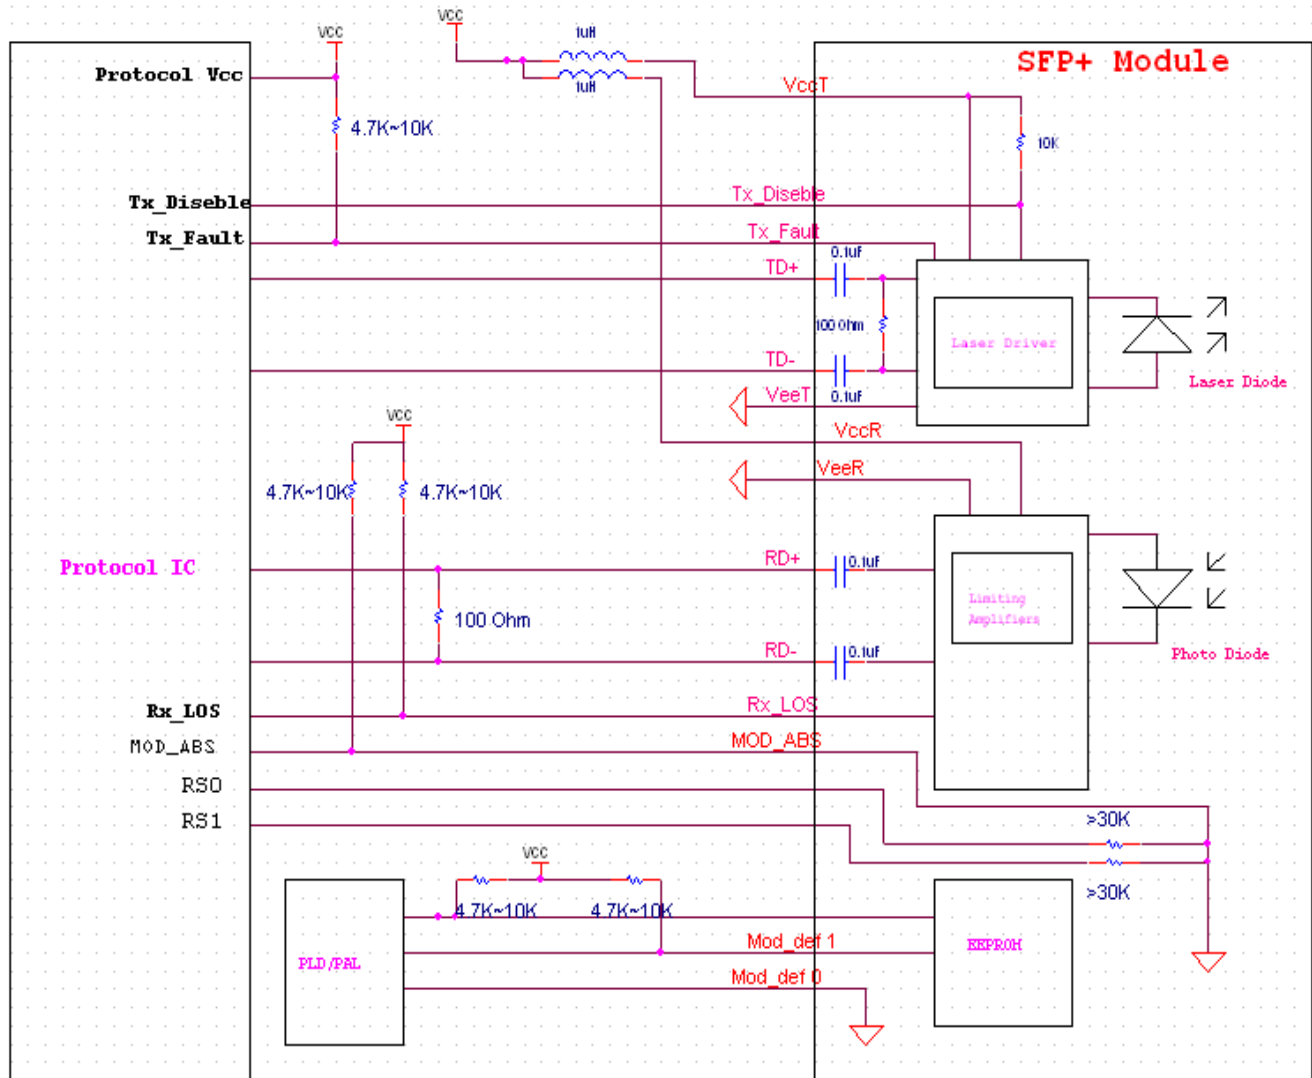 VCC
VCC
1uH
SFP+ Module
Protocol Vcc
1uH
VccT
4.7K~10K
10K
Tx_Diseble
Tx_Diseble
Tx_Fault
Tx_Fault
0.1uF
TD+
100 Ohm
Laser Driver
TD-
Laser Diode
VeeT
0.1uF
VCC
VccR
VeeR
4.7K~10K
4.7K~10K
Protocol IC
RD+
0.1uF
Limiting
Amplifiers
100 Ohm
RD-
0.1uF
Photo Diode
Rx_LOS
Rx_LOS
MOD_ABS
MOD_ABS
RS0
RS1
>30K
VCC
>30K
4.7K~10K
4.7K~10K
Mod_def 1
EEPROM
PLD/PAL
Mod_def 0